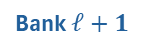 Bank ℓ + 1